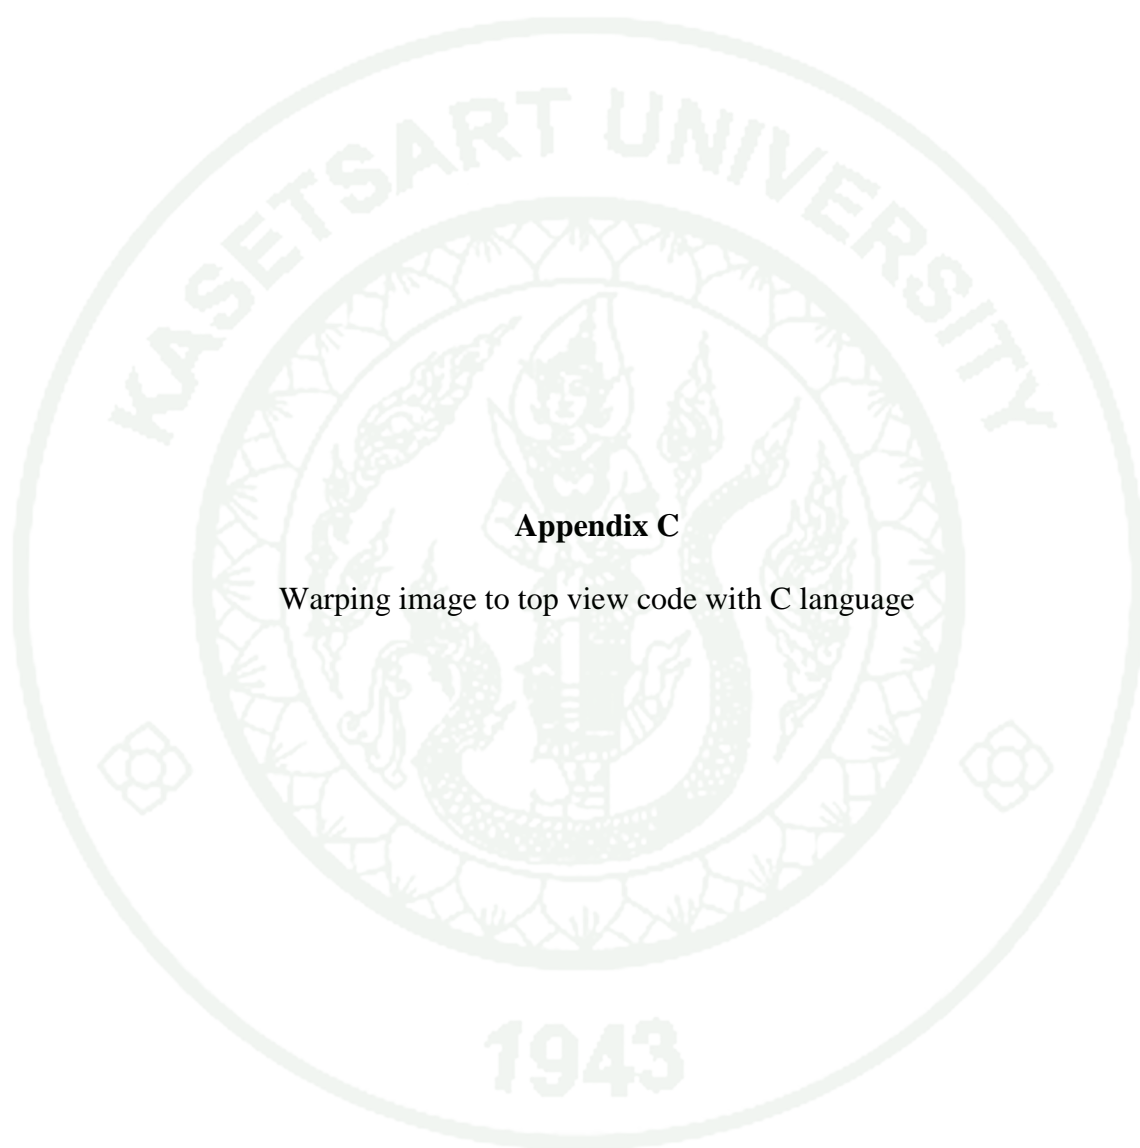 KASETSART UNIVERSITY
Appendix C
Warping image to top view code with C language
1943